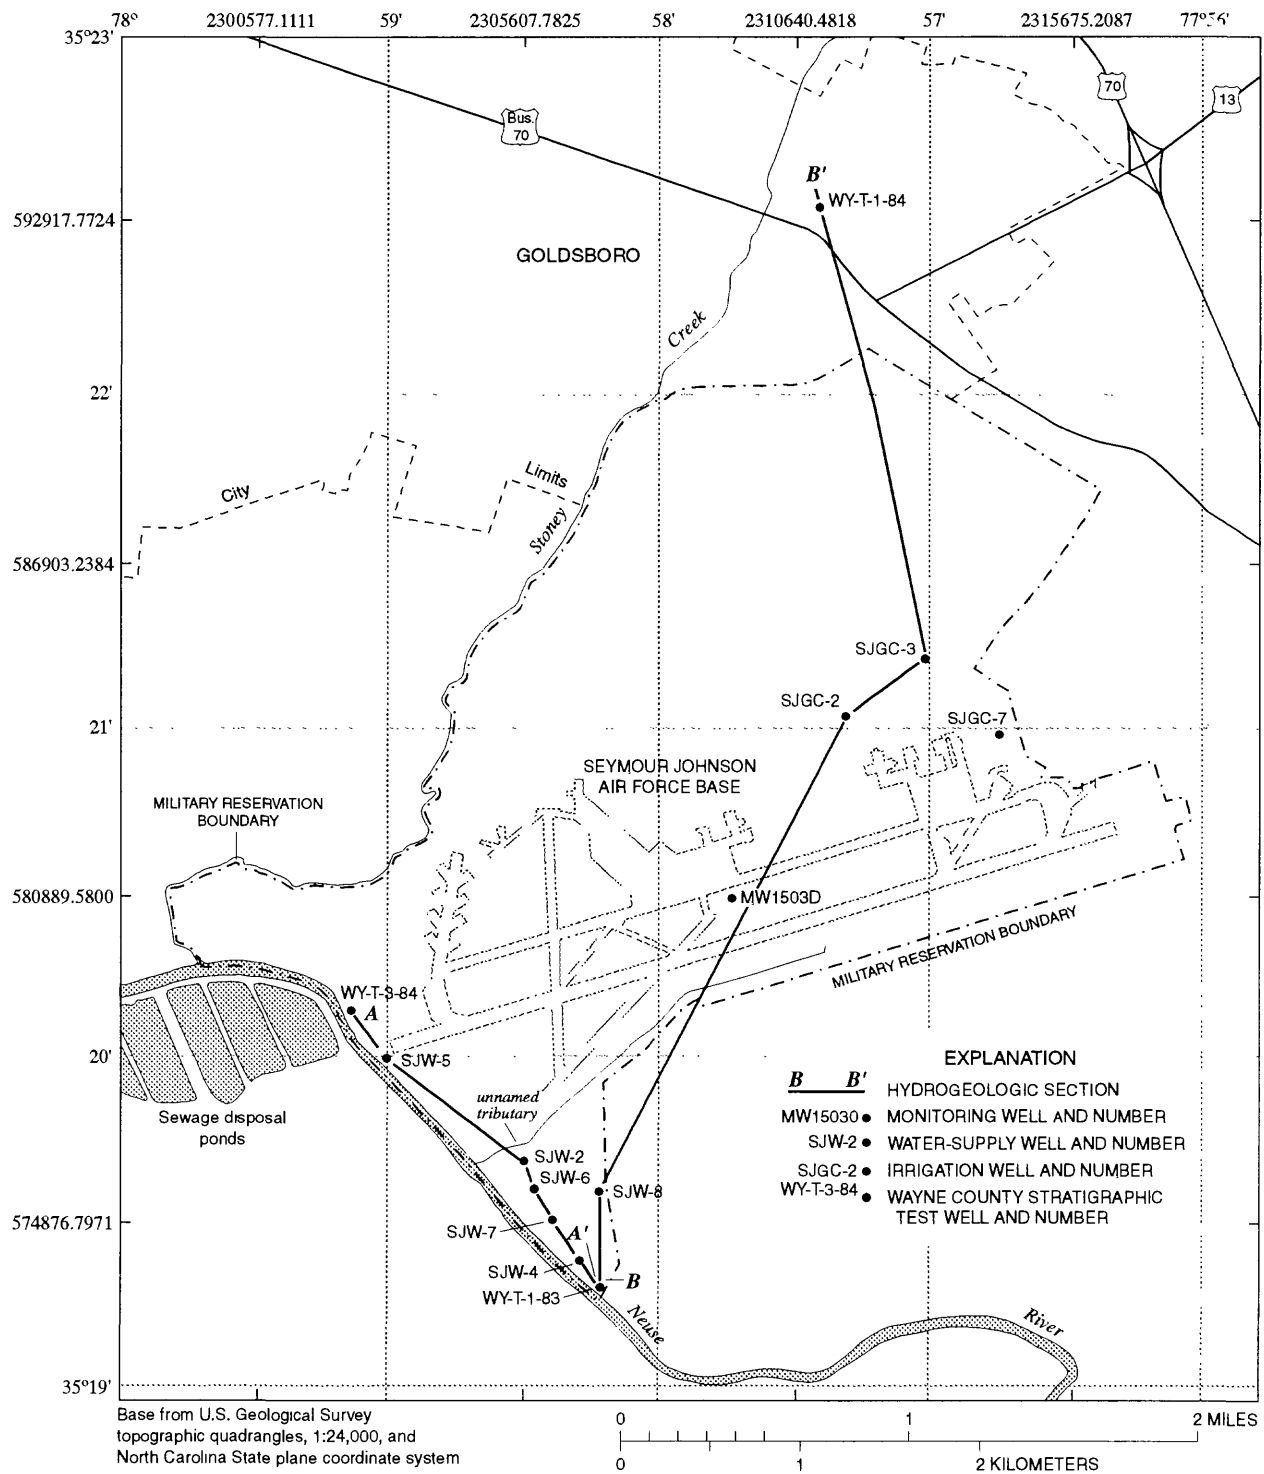 78° 2300577.1111 59' 2305607.7825 58' 2310640.4818 57' 2315675.2087 77°56'
35°23'
70
13
Bus.
70
B'
WY-T-1-84
592917.7724
GOLDSBORO
Creek
22'
City
Limits
Stoney
586903.2384
SJGC-3
SJGC-2
SJGC-7
21'
SEYMOUR JOHNSON
AIR FORCE BASE
MILITARY RESERVATION
BOUNDARY
580889.5800
MW1503D
MILITARY RESERVATION BOUNDARY
WY-T-3-84
A
20'
SJW-5
Sewage disposal
ponds
unnamed
tributary
SJW-2
SJW-6
SJW-8
574876.7971
SJW-7
A'
SJW-4
B
WY-T-1-83
Neuse
River
35°19'
EXPLANATION
B B' HYDROGEOLOGIC SECTION
MW15030 MONITORING WELL AND NUMBER
SJW-2 WATER-SUPPLY WELL AND NUMBER
SJGC-2 IRRIGATION WELL AND NUMBER
WY-T-3-84 WAYNE COUNTY STRATIGRAPHIC
TEST WELL AND NUMBER
Base from U.S. Geological Survey
topographic quadrangles, 1:24,000, and
North Carolina State plane coordinate system
0 1 2 MILES
0 1 2 KILOMETERS